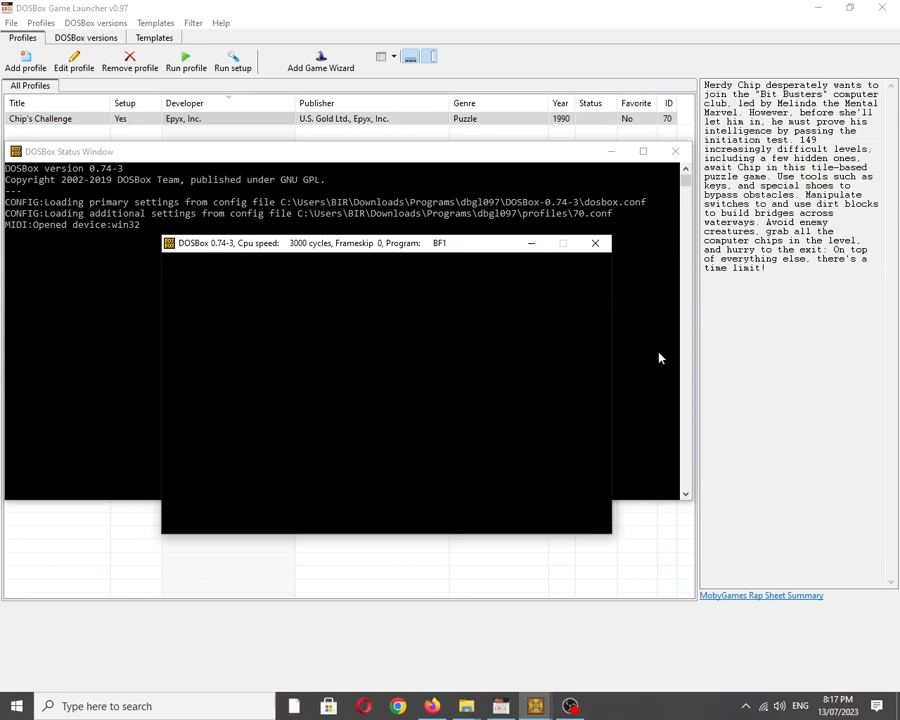 DOSBox Game Launcher v0.97
File Profiles DOSBox versions Templates Filter Help
Profiles DOSBox versions Templates
Add profile Edit profile Remove profile Run profile Run setup Add Game Wizard
All Profiles
Title Setup Developer Publisher Genre Year Status Favorite ID
Chip's Challenge Yes Epyx, Inc. U.S. Gold Ltd., Epyx, Inc. Puzzle 1990 No 70
DOSBox Status Window
DOSBox version 0.74-3
Copyright 2002-2019 DOSBox Team, published under GNU GPL.
---
CONFIG:Loading primary settings from config file C:\Users\BIR\Downloads\Programs\dbgl097\DOSBox-0.74-3\dosbox.conf
CONFIG:Loading additional settings from config file C:\Users\BIR\Downloads\Programs\dbgl097\profiles\70.conf
MIDI:Opened device:win32
DOSBox 0.74-3, Cpu speed: 3000 cycles, Frameskip 0, Program: BF1
Nerdy Chip desperately wants to
join the "Bit Busters" computer
club, led by Melinda the Mental
Marvel. However, before she'll
let him in, he must prove his
intelligence by passing the
initiation test. 149
increasingly difficult levels,
including a few hidden ones,
await Chip in this tile-based
puzzle game. Use tools such as
keys, and special shoes to
bypass obstacles. Manipulate
switches to and use dirt blocks
to build bridges across
waterways. Avoid enemy
creatures, grab all the
computer chips in the level,
and hurry to the exit: On top
of everything else, there's a
time limit!
MobyGames Rap Sheet Summary
Type here to search
ENG
8:17 PM
13/07/2023